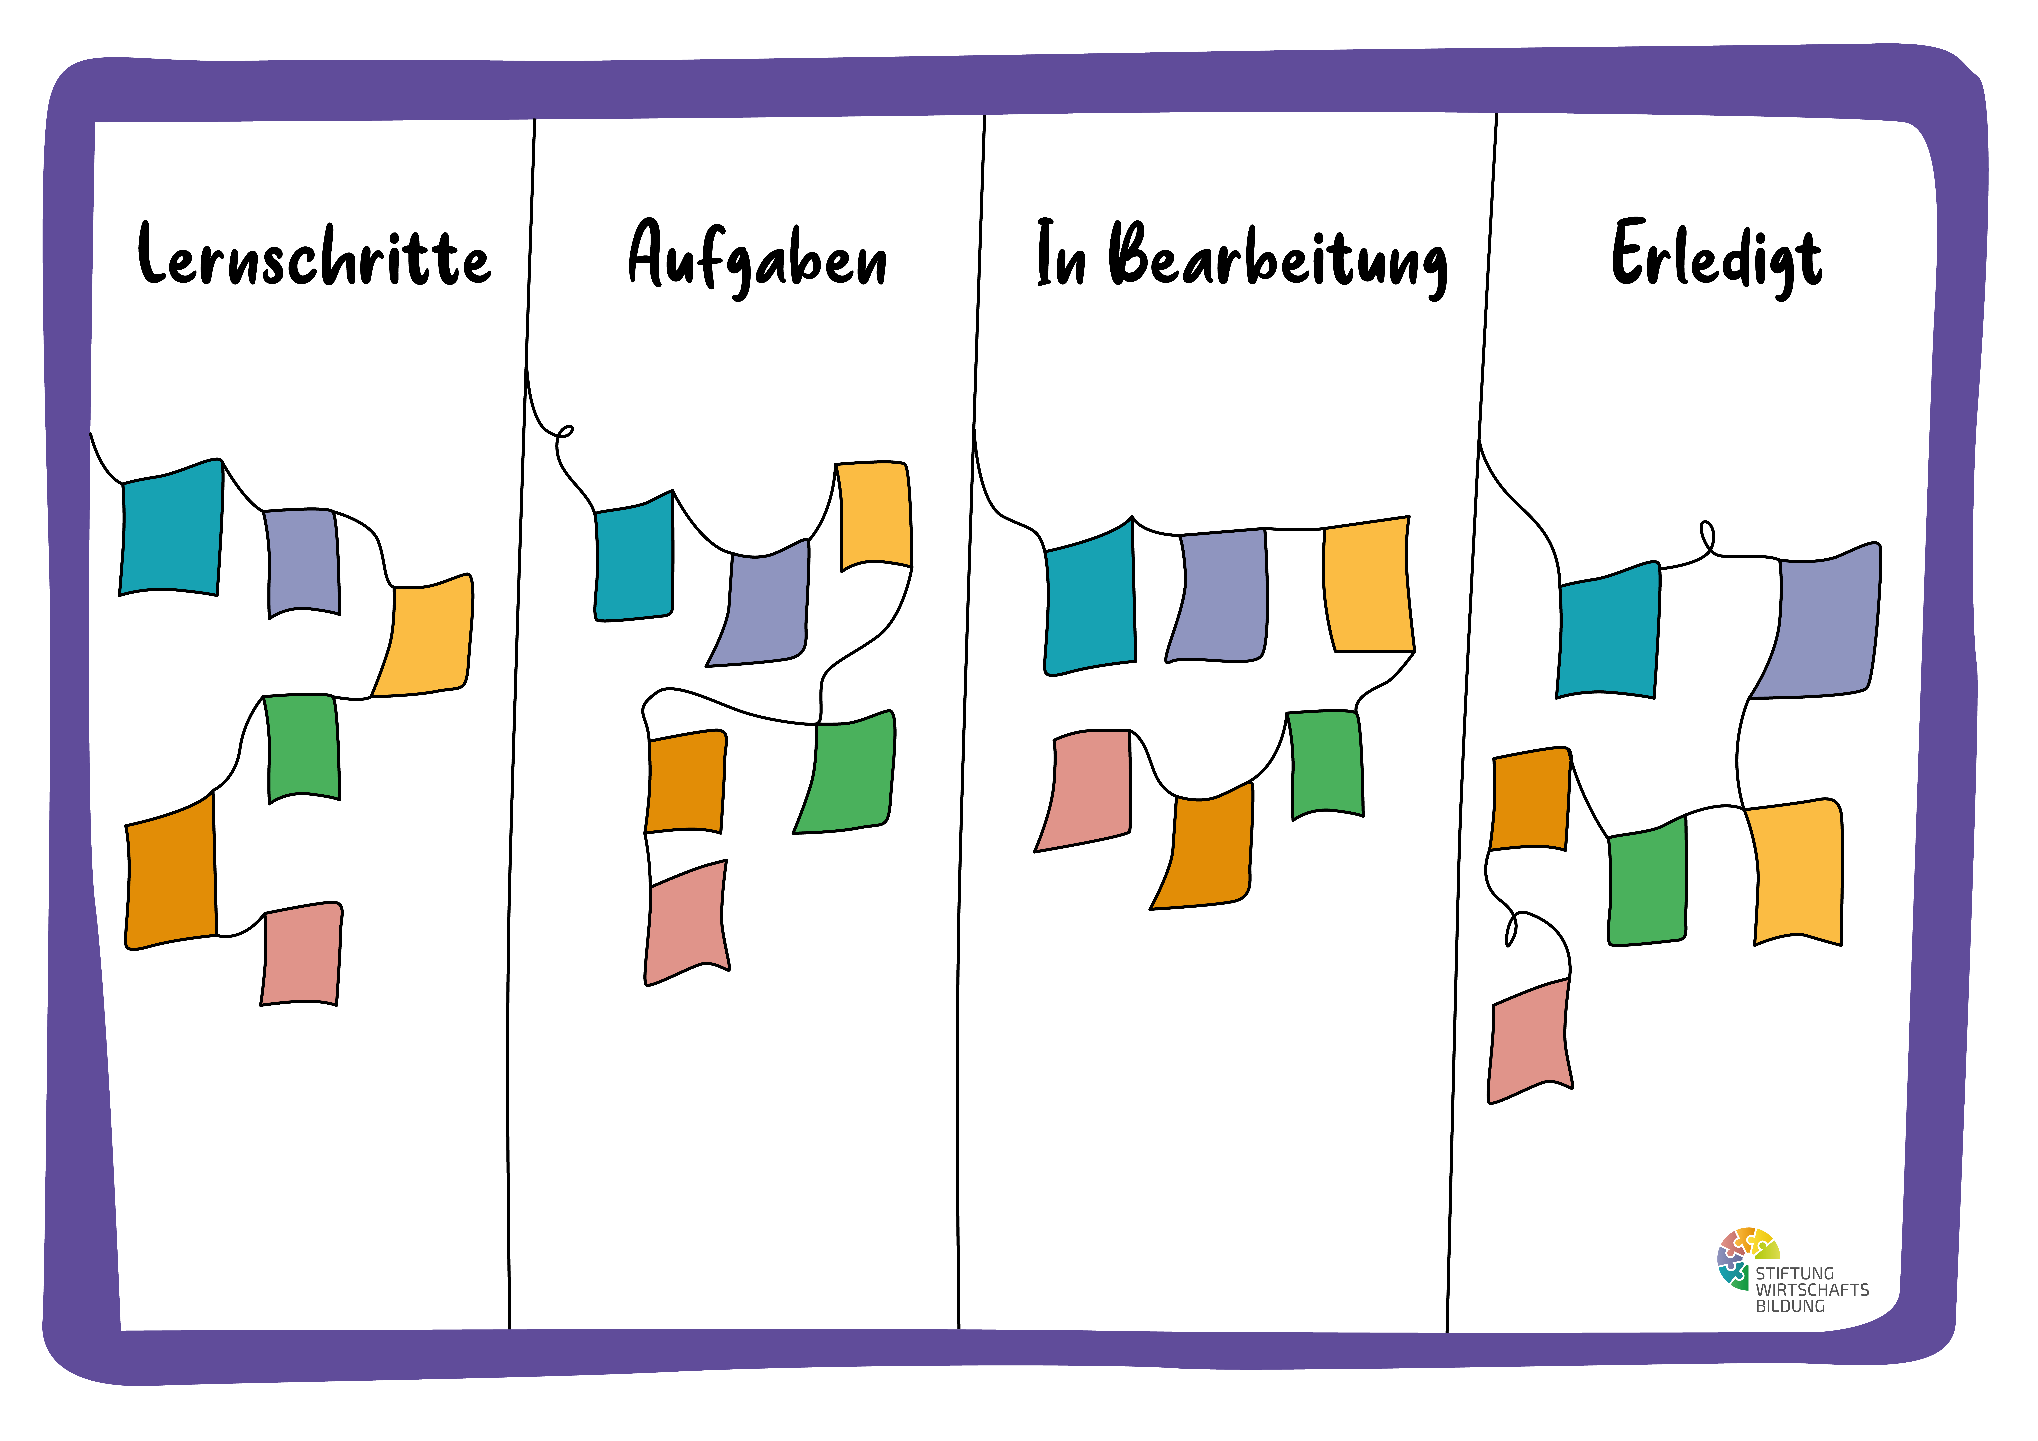 Lernschritte
Aufgaben
In Bearbeitung
Erledigt
STIFTUNG
WIRTSCHAFTS
BILDUNG